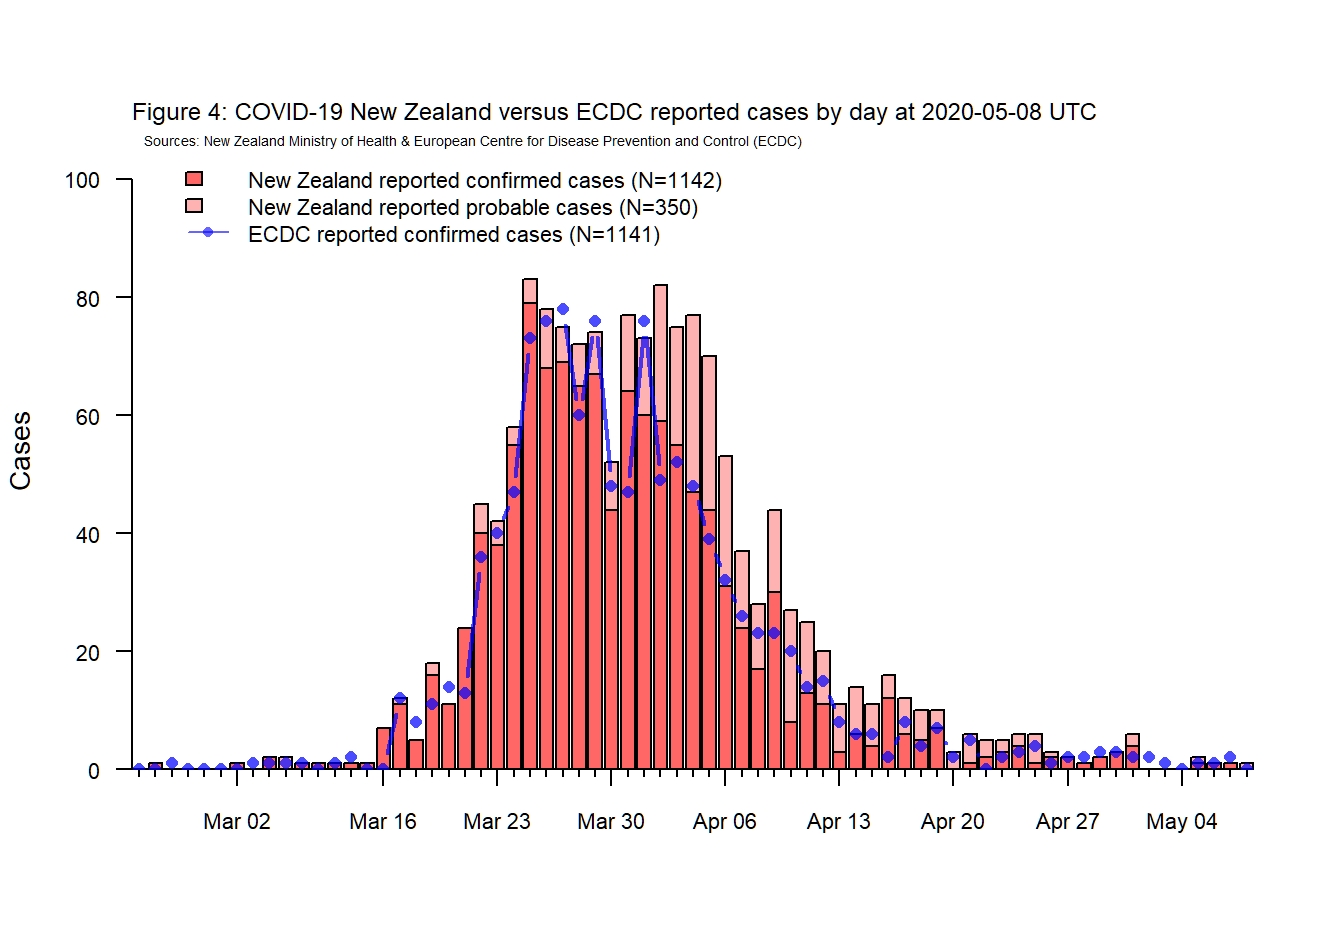 Figure 4: COVID-19 New Zealand versus ECDC reported cases by day at 2020-05-08 UTC
Sources: New Zealand Ministry of Health & European Centre for Disease Prevention and Control (ECDC)
New Zealand reported confirmed cases (N=1142)
New Zealand reported probable cases (N=350)
ECDC reported confirmed cases (N=1141)
Cases
100
80
60
40
20
0
Mar 02 Mar 16 Mar 23 Mar 30 Apr 06 Apr 13 Apr 20 Apr 27 May 04